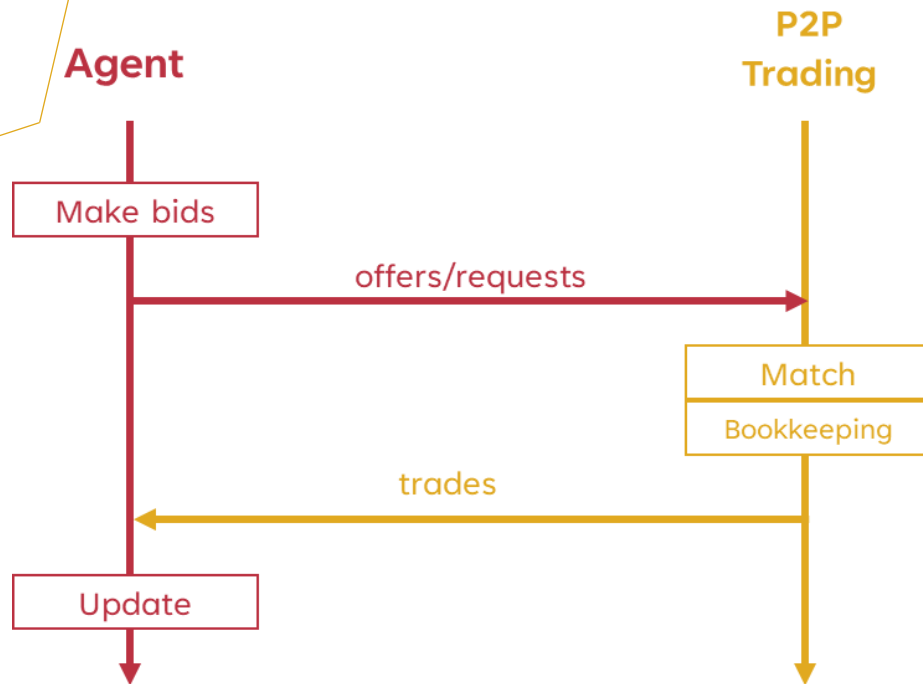 Agent
P2P
Trading
Make bids
offers/requests
Match
Bookkeeping
trades
Update